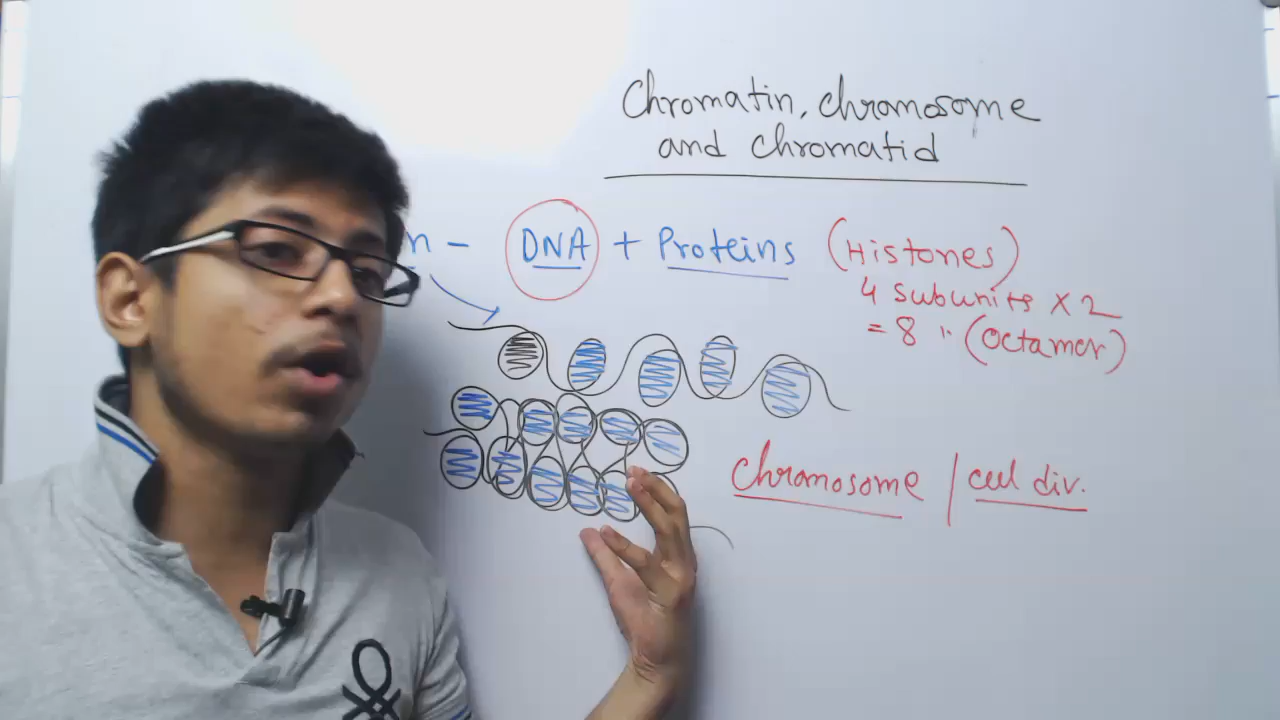 Chromatin, chromosome
and chromatid
n - DNA + Proteins (Histones)
4 subunits x 2
= 8 " (Octamer)
Chromosome / cell div.